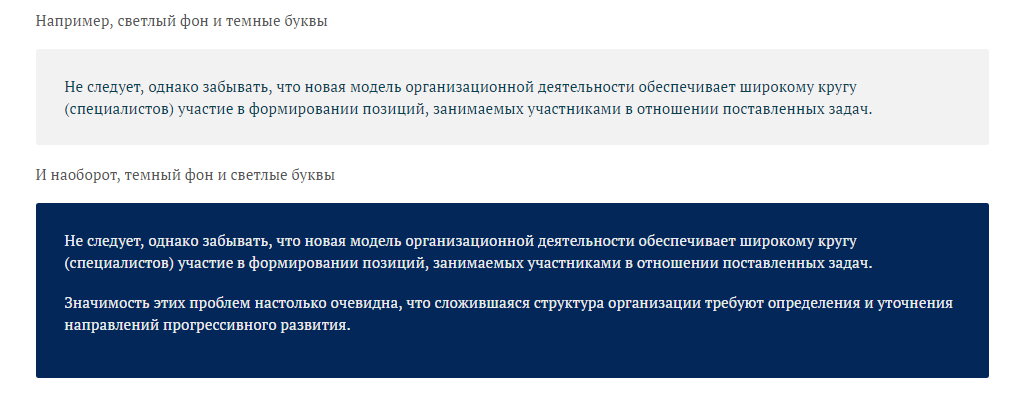 Например, светлый фон и темные буквы
Не следует, однако забывать, что новая модель организационной деятельности обеспечивает широкому кругу
(специалистов) участие в формировании позиций, занимаемых участниками в отношении поставленных задач.
И наоборот, темный фон и светлые буквы
Не следует, однако забывать, что новая модель организационной деятельности обеспечивает широкому кругу
(специалистов) участие в формировании позиций, занимаемых участниками в отношении поставленных задач.
Значимость этих проблем настолько очевидна, что сложившаяся структура организации требуют определения и уточнения
направлений прогрессивного развития.